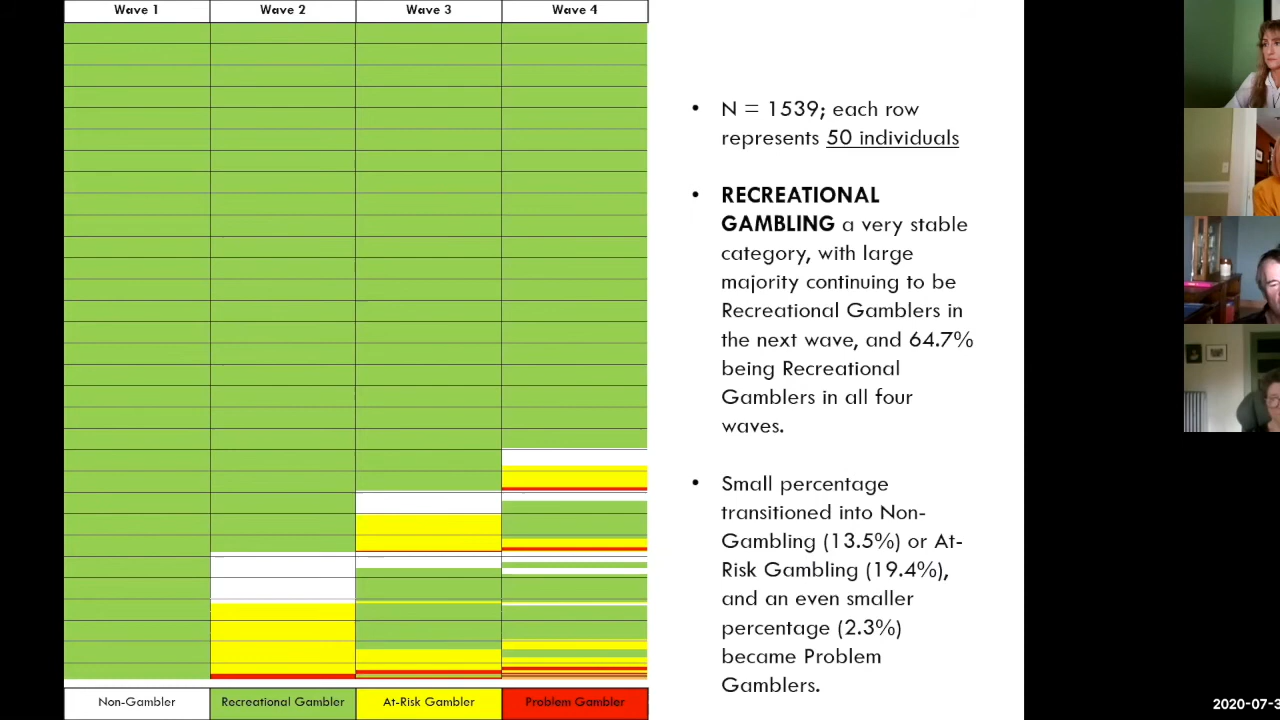 Wave 1 Wave 2 Wave 3 Wave 4
• N = 1539; each row
represents 50 individuals
• RECREATIONAL
GAMBLING a very stable
category, with large
majority continuing to be
Recreational Gamblers in
the next wave, and 64.7%
being Recreational
Gamblers in all four
waves.
• Small percentage
transitioned into Non-
Gambling (13.5%) or At-
Risk Gambling (19.4%),
and an even smaller
percentage (2.3%)
became Problem
Gamblers.
Non-Gambler Recreational Gambler At-Risk Gambler Problem Gambler
2020-07-3